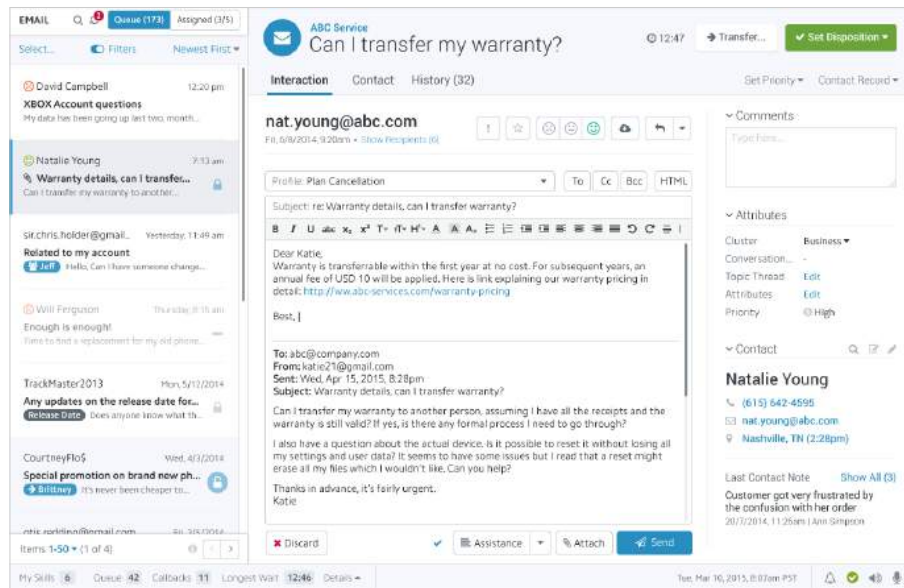 EMAIL
2
Queue (173)
Assigned (3/5)
Select...
Filters
Newest First
David Campbell
12:20 pm
XBOX Account questions
My data has been going up last two, month...
Natalie Young
7:13 am
Warranty details, can I transfer...
Can I transfer my warranty to another...
sir.chris.holder@gmail..
Yesterday, 11:49 am
Related to my account
Jeff
Hello, Can I have someone change...
Will Ferguson
Thursday, 8:15 am
Enough is enough!
Time to find a replacement for my old phone...
TrackMaster2013
Mon, 5/12/2014
Any updates on the release date for...
Release Date
Does anyone know what th...
CourtneyFlo$
Wed, 4/3/2014
Special promotion on brand new ph...
Brittney
It's never been cheaper to...
otis.redding@gmail.com
Fri, 3/5/2014
Items 1-50 (1 of 4)
ABC Service
Can I transfer my warranty?
12:47
Transfer...
Set Disposition
Interaction
Contact
History (32)
Set Priority
Contact Record
nat.young@abc.com
Fri, 6/8/2014, 9:20am • Show Recipients (6)
Profile: Plan Cancellation
To
Cc
Bcc
HTML
Subject: re: Warranty details, can I transfer warranty?
Dear Katie,
Warranty is transferrable within the first year at no cost. For subsequent years, an
annual fee of USD 10 will be applied. Here is link explaining our warranty pricing in
detail: http://ww.abc-services.com/warranty-pricing
Best,
To: abc@company.com
From: katie21@gmail.com
Sent: Wed, Apr 15, 2015, 8:28pm
Subject: Warranty details, can I transfer warranty?
Can I transfer my warranty to another person, assuming I have all the receipts and the
warranty is still valid? If yes, is there any formal process I need to go through?
I also have a question about the actual device. Is it possible to reset it without losing all
my settings and user data? It seems to have some issues but I read that a reset might
erase all my files which I wouldn't like. Can you help?
Thanks in advance, it's fairly urgent.
Katie
Discard
Assistance
Attach
Send
Comments
Type here...
Attributes
Cluster
Business
Conversation...
-
Topic Thread
Edit
Attributes
Edit
Priority
High
Contact
Natalie Young
(615) 642-4595
nat.young@abc.com
Nashville, TN (2:28pm)
Last Contact Note
Show All (3)
Customer got very frustrated by
the confusion with her order
20/7/2014, 11:26am | Ann Simpson
My Skills 6
Queue 42
Callbacks 11
Longest Wait 12:46
Details
Tue, Mar 10, 2015, 8:07am PST